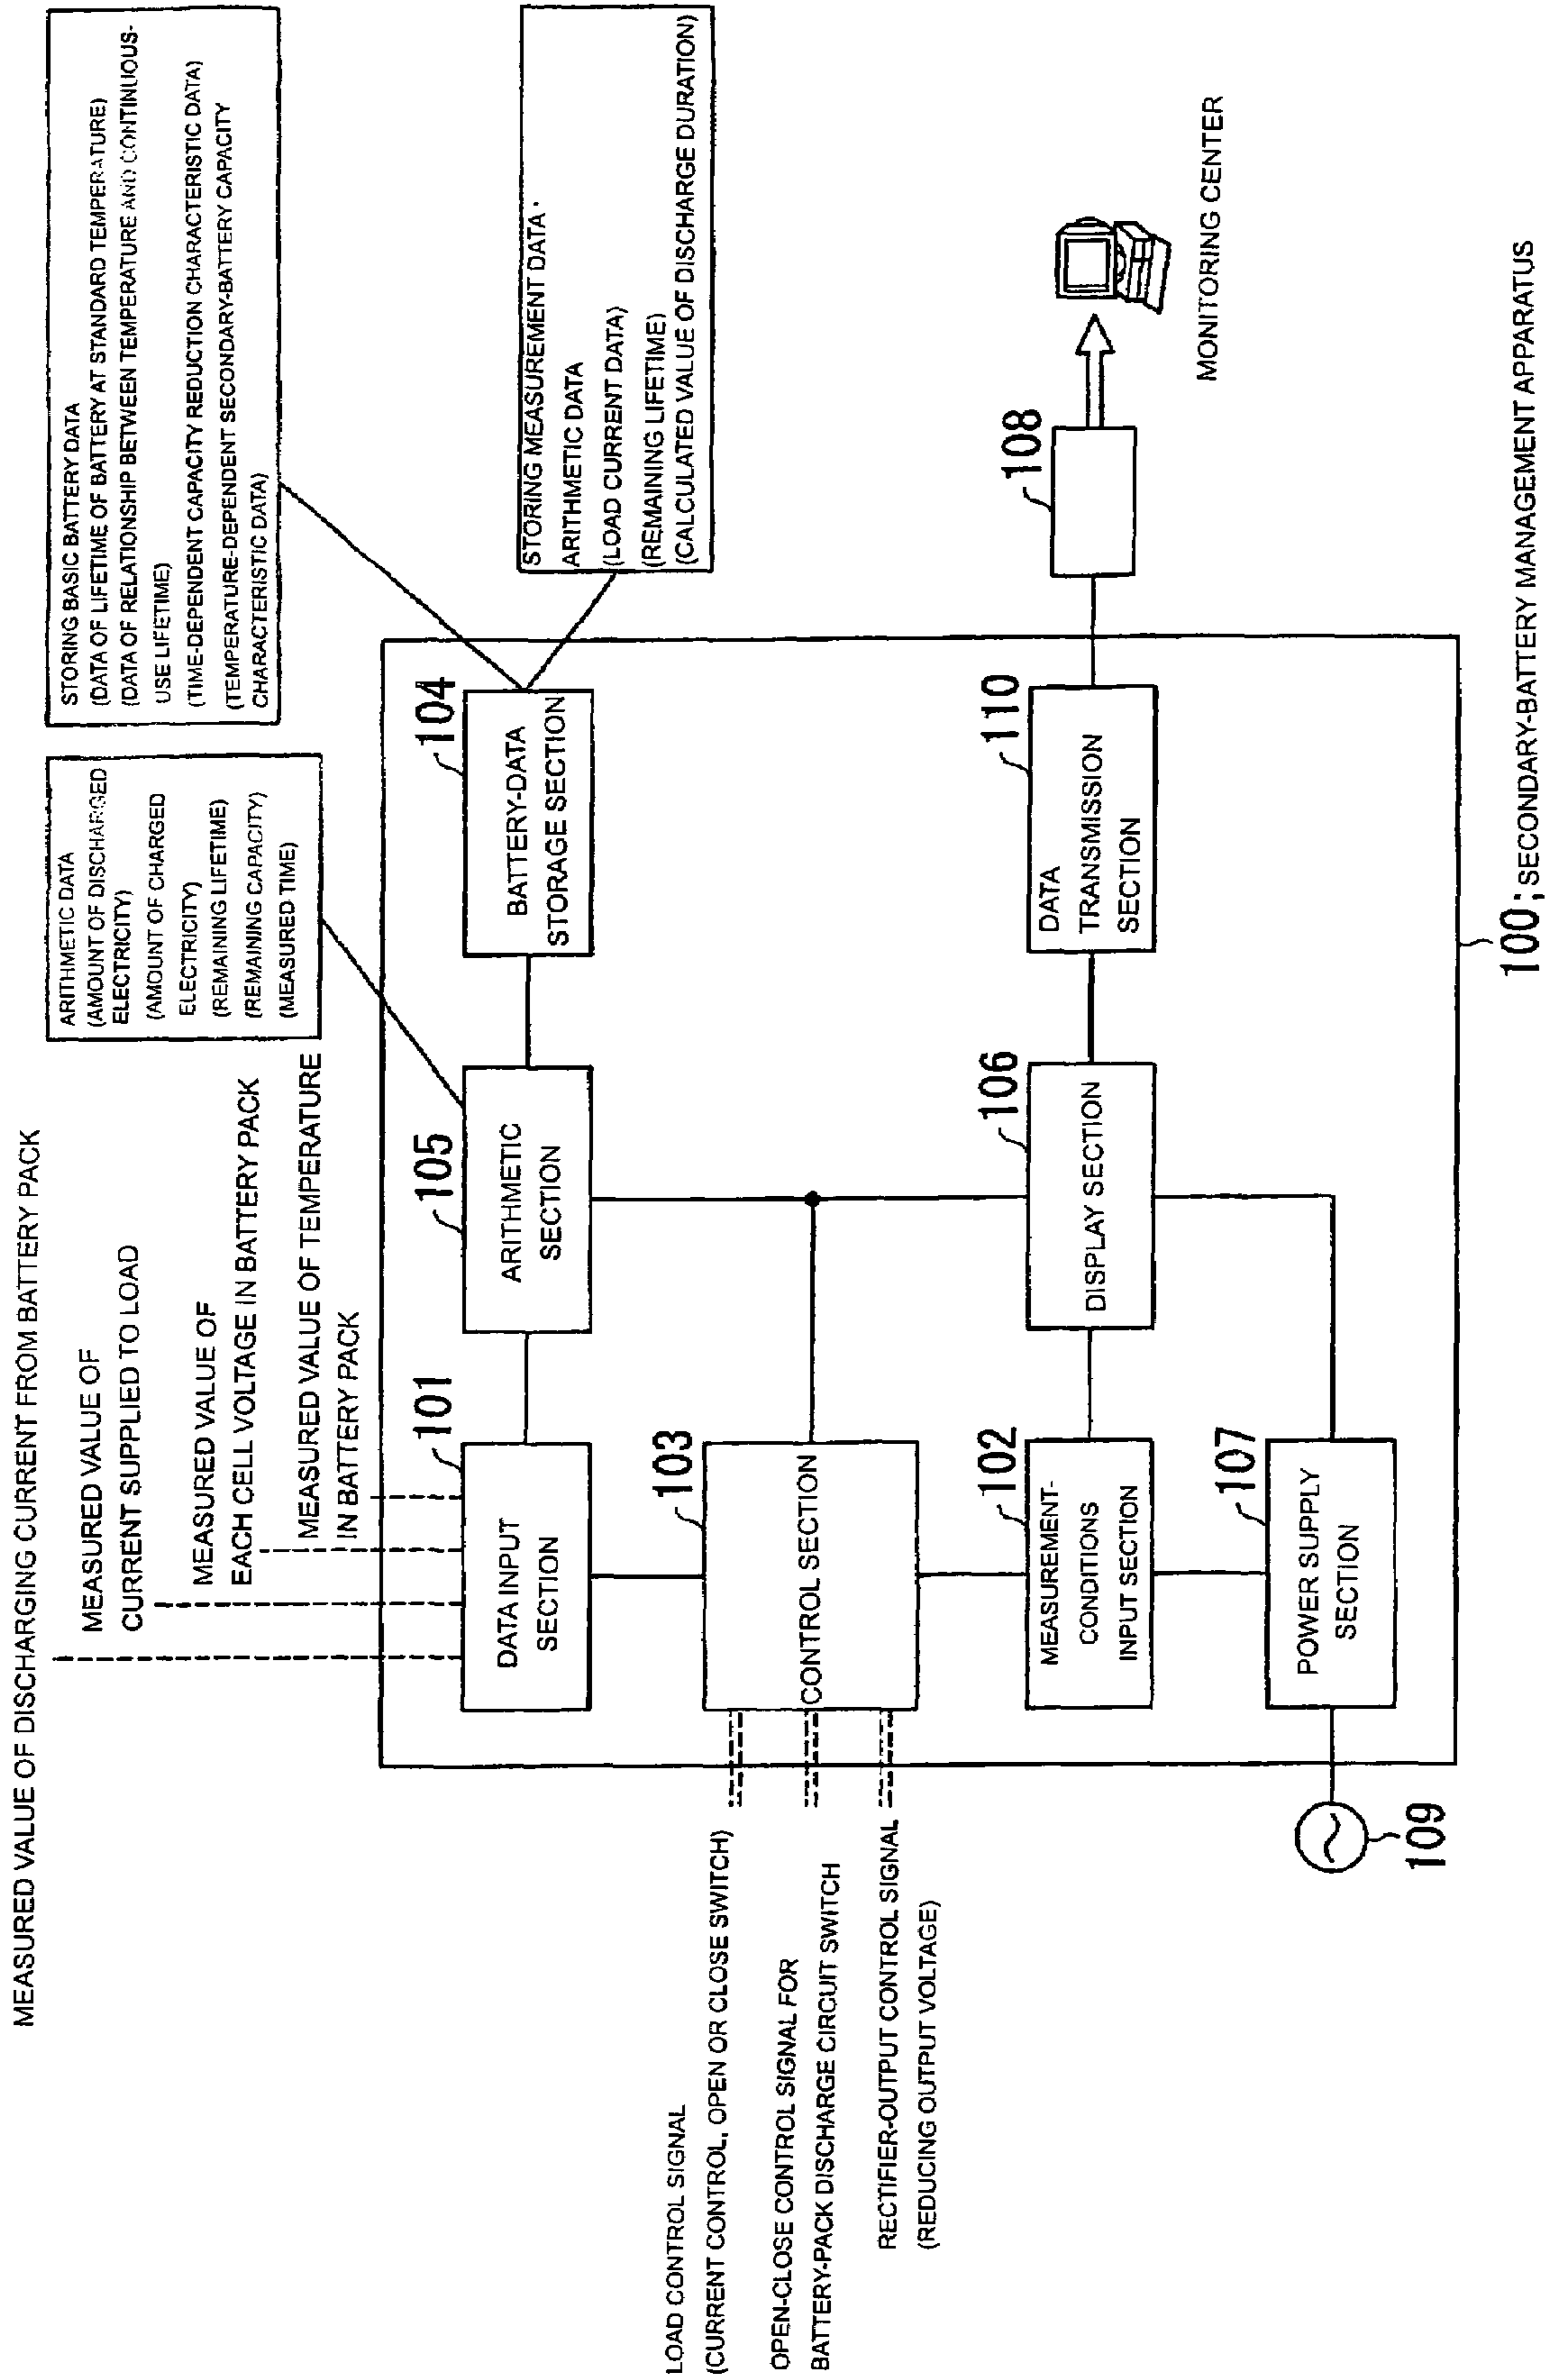 MEASURED VALUE OF DISCHARGING CURRENT FROM BATTERY PACK
MEASURED VALUE OF
CURRENT SUPPLIED TO LOAD
MEASURED VALUE OF
EACH CELL VOLTAGE IN BATTERY PACK
MEASURED VALUE OF TEMPERATURE
IN BATTERY PACK
ARITHMETIC DATA
(AMOUNT OF DISCHARGED
ELECTRICITY)
(AMOUNT OF CHARGED
ELECTRICITY)
(REMAINING LIFETIME)
(REMAINING CAPACITY)
(MEASURED TIME)
STORING BASIC BATTERY DATA
(DATA OF LIFETIME OF BATTERY AT STANDARD TEMPERATURE)
(DATA OF RELATIONSHIP BETWEEN TEMPERATURE AND CONTINUOUS-
USE LIFETIME)
(TIME-DEPENDENT CAPACITY REDUCTION CHARACTERISTIC DATA)
(TEMPERATURE-DEPENDENT SECONDARY-BATTERY CAPACITY
CHARACTERISTIC DATA)
STORING MEASUREMENT DATA ·
ARITHMETIC DATA
(LOAD CURRENT DATA)
(REMAINING LIFETIME)
(CALCULATED VALUE OF DISCHARGE DURATION)
101
DATA INPUT
SECTION
105
ARITHMETIC
SECTION
104
BATTERY-DATA
STORAGE SECTION
LOAD CONTROL SIGNAL
(CURRENT CONTROL, OPEN OR CLOSE SWITCH)
OPEN-CLOSE CONTROL SIGNAL FOR
BATTERY-PACK DISCHARGE CIRCUIT SWITCH
RECTIFIER-OUTPUT CONTROL SIGNAL
(REDUCING OUTPUT VOLTAGE)
103
CONTROL SECTION
102
MEASUREMENT-
CONDITIONS
INPUT SECTION
106
DISPLAY SECTION
110
DATA
TRANSMISSION
SECTION
108
MONITORING CENTER
107
POWER SUPPLY
SECTION
109
100; SECONDARY-BATTERY MANAGEMENT APPARATUS